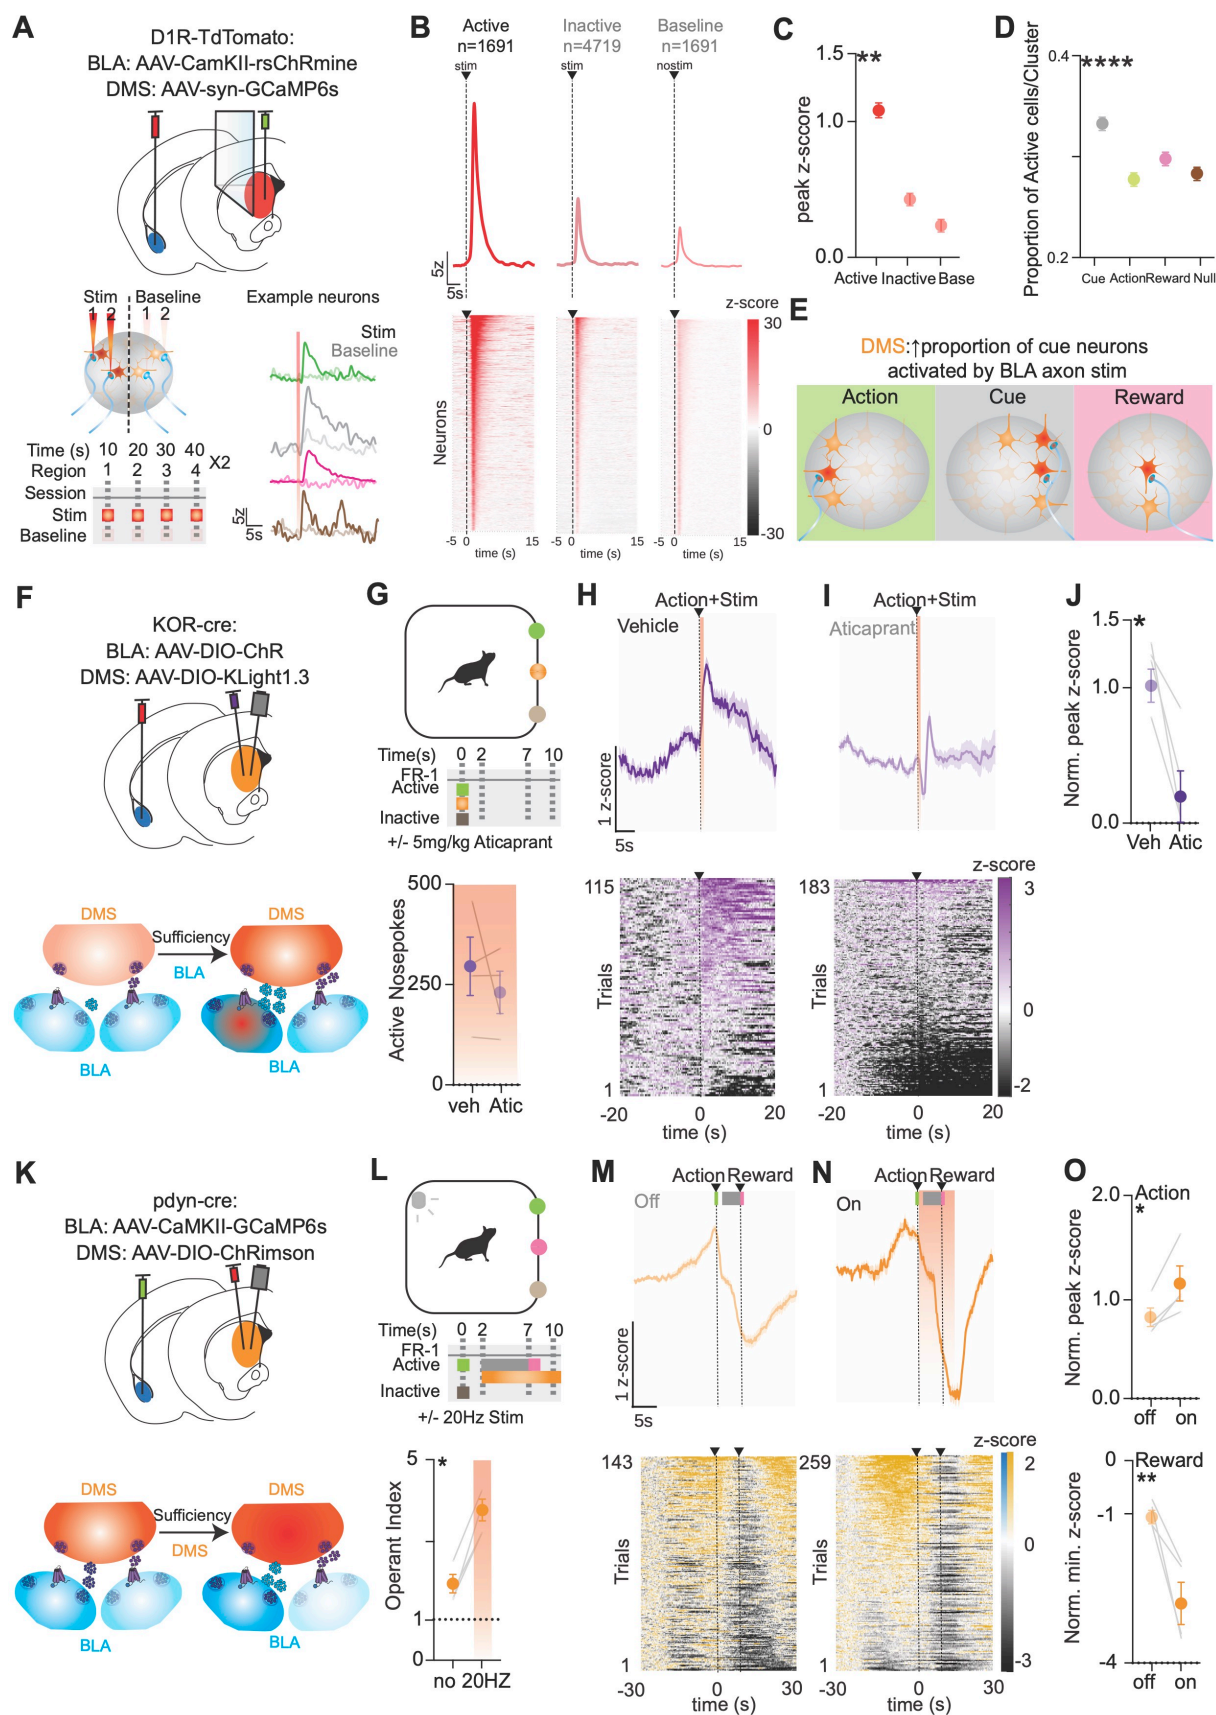 A
D1R-TdTomato:
BLA: AAV-CamKII-rsChRmine
DMS: AAV-syn-GCaMP6s
Stim Baseline
1 2 1 2
Example neurons
Stim
Baseline
Time (s) 10 20 30 40
X2
Region 1 2 3 4
Session
Stim
Baseline
5z
5s
B
Active
n=1691
Inactive
n=4719
Baseline
n=1691
stim
stim
nostim
5z
5s
z-score
30
0
-30
Neurons
-5 0 15
-5 0 15
-5 0 15
time (s)
time (s)
time (s)
C
1.5
**
1.0
0.0
peak z-sccore
Active Inactive Base
D
0.4
****
0.2
Proportion of Active cells/Cluster
Cue Action Reward Null
E
DMS:↑proportion of cue neurons
activated by BLA axon stim
Action Cue Reward
F
KOR-cre:
BLA: AAV-DIO-ChR
DMS: AAV-DIO-KLight1.3
DMS
DMS
Sufficiency
BLA
BLA
BLA
G
Time(s) 0 2 7 10
FR-1
Active
Inactive
+/- 5mg/kg Aticaprant
500
250
0
Active Nosepokes
veh Atic
H
Action+Stim
Vehicle
1 z-score
5s
115
Trials
1
-20 0 20
time (s)
I
Action+Stim
Aticaprant
183
Trials
1
-20 0 20
time (s)
z-score
3
0
-2
J
1.5
*
1.0
0.0
Norm. peak z-score
Veh Atic
K
pdyn-cre:
BLA: AAV-CaMKII-GCaMP6s
DMS: AAV-DIO-ChRimson
DMS
DMS
Sufficiency
DMS
BLA
BLA
L
Time(s) 0 2 7 10
FR-1
Active
Inactive
+/- 20Hz Stim
5
*
1
0
Operant Index
no 20HZ
M
Action Reward
Off
1 z-score
5s
143
Trials
1
-30 0 30
time (s)
N
Action Reward
On
259
Trials
1
-30 0 30
time (s)
z-score
2
0
-3
O
2.0
Action
*
1.0
0.0
Norm. peak z-score
off on
0
Reward
**
-1
-4
Norm. min. z-score
off on